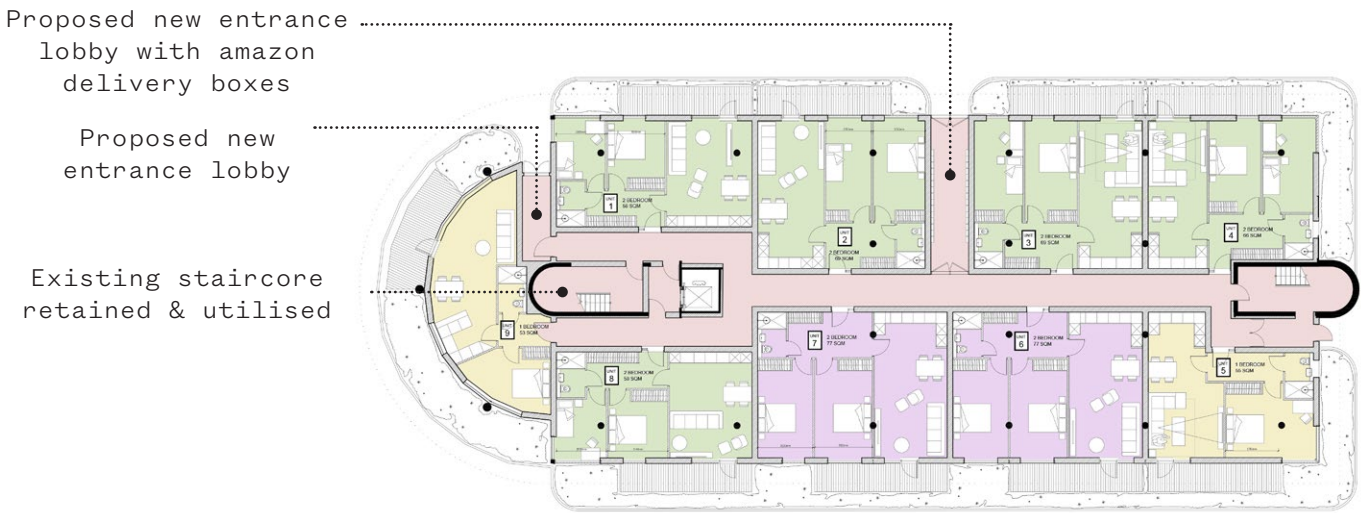 Proposed new entrance
lobby with amazon
delivery boxes
Proposed new
entrance lobby
Existing staircore
retained & utilised
UNIT
1
2 BEDROOM
UNIT
2
2 BEDROOM
69 SQM
UNIT
3
2 BEDROOM
UNIT
4
2 BEDROOM
UNIT
9
1 BEDROOM
UNIT
8
2 BEDROOM
UNIT
7
2 BEDROOM
77 SQM
UNIT
6
2 BEDROOM
77 SQM
UNIT
5
1 BEDROOM